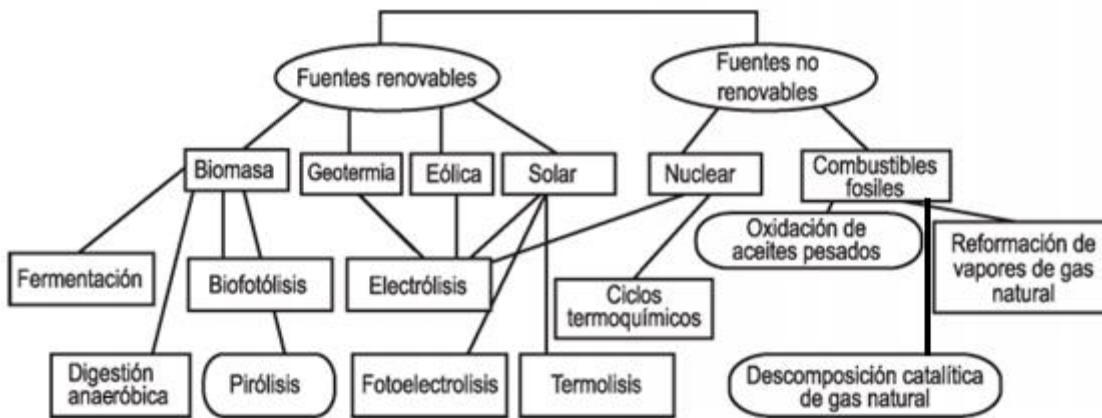 Fuentes renovables
Fuentes no
renovables
Biomasa
Geotermia
Eólica
Solar
Nuclear
Combustibles
fosiles
Oxidación de
aceites pesados
Reformación de
vapores de gas
natural
Fermentación
Biofotólisis
Electrólisis
Ciclos
termoquímicos
Digestión
anaeróbica
Pirólisis
Fotoelectrolisis
Termolisis
Descomposición catalítica
de gas natural